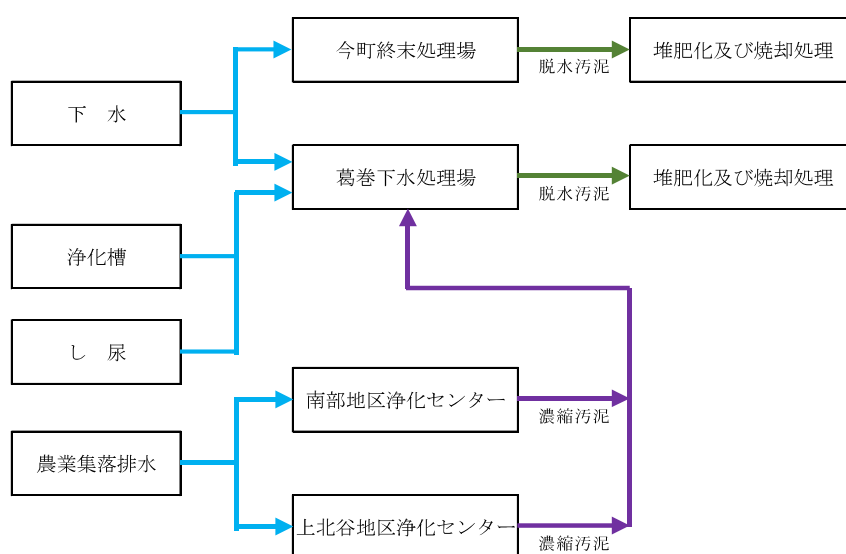 今町終末処理場
脱水汚泥
堆肥化及び焼却処理
下　水
葛巻下水処理場
脱水汚泥
堆肥化及び焼却処理
浄化槽
し　尿
南部地区浄化センター
濃縮汚泥
農業集落排水
上北谷地区浄化センター
濃縮汚泥